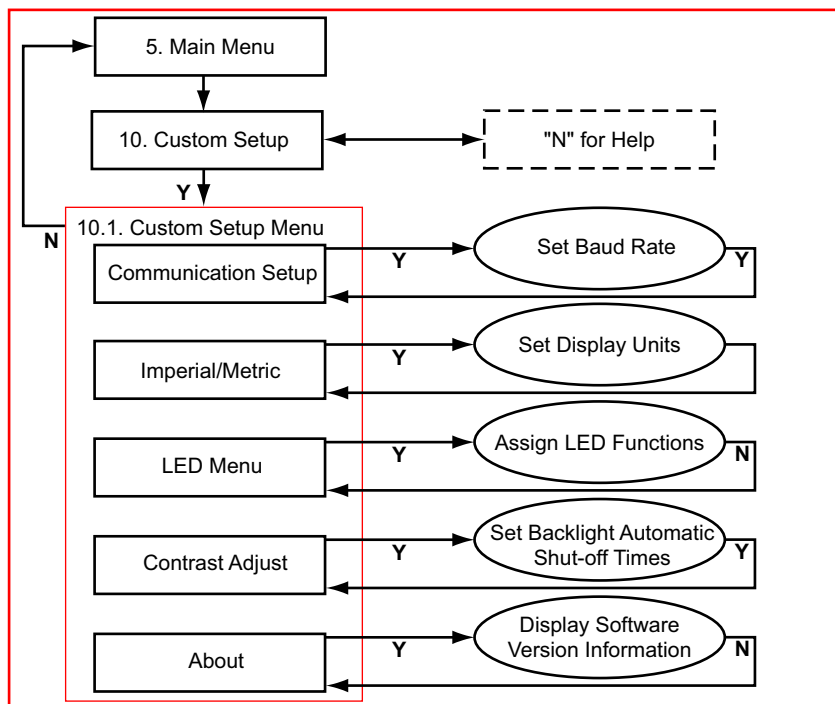 5. Main Menu
10. Custom Setup
"N" for Help
Y
N
10.1. Custom Setup Menu
Communication Setup
Y
Set Baud Rate
Y
Imperial/Metric
Y
Set Display Units
LED Menu
Y
Assign LED Functions
N
Contrast Adjust
Y
Set Backlight Automatic
Shut-off Times
Y
About
Y
Display Software
Version Information
N